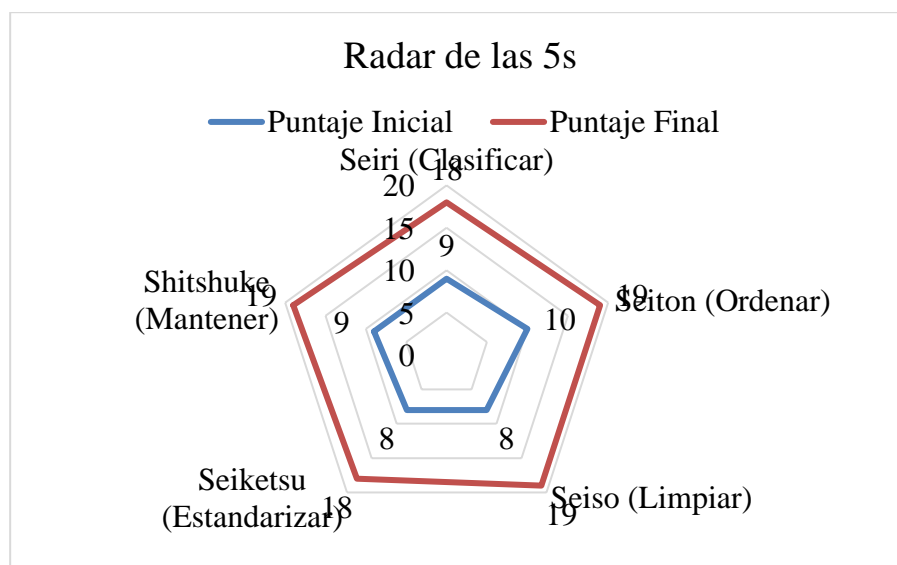 Radar de las 5s
Puntaje Inicial Puntaje Final
Seiri (Clasificar)
18
20
15
9
10
5
0
Shitshuke
(Mantener)
19
9
19
Seiton (Ordenar)
10
8
8
Seiketsu
(Estandarizar)
18
Seiso (Limpiar)
19